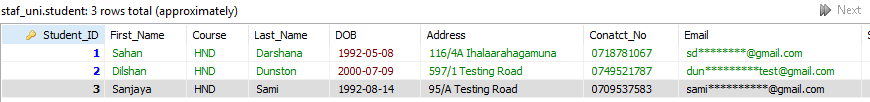 staf_uni.student: 3 rows total (approximately) Next
Student_ID First_Name Course Last_Name DOB Address Conatct_No Email S
1 Sahan HND Darshana 1992-05-08 116/4A Ihalaarahagamuna 0718781067 sd********@gmail.com
2 Dilshan HND Dunston 2000-07-09 597/1 Testing Road 0749521787 dun*********test@gmail.com
3 Sanjaya HND Sami 1992-08-14 95/A Testing Road 0709537583 sami**********@gmail.com